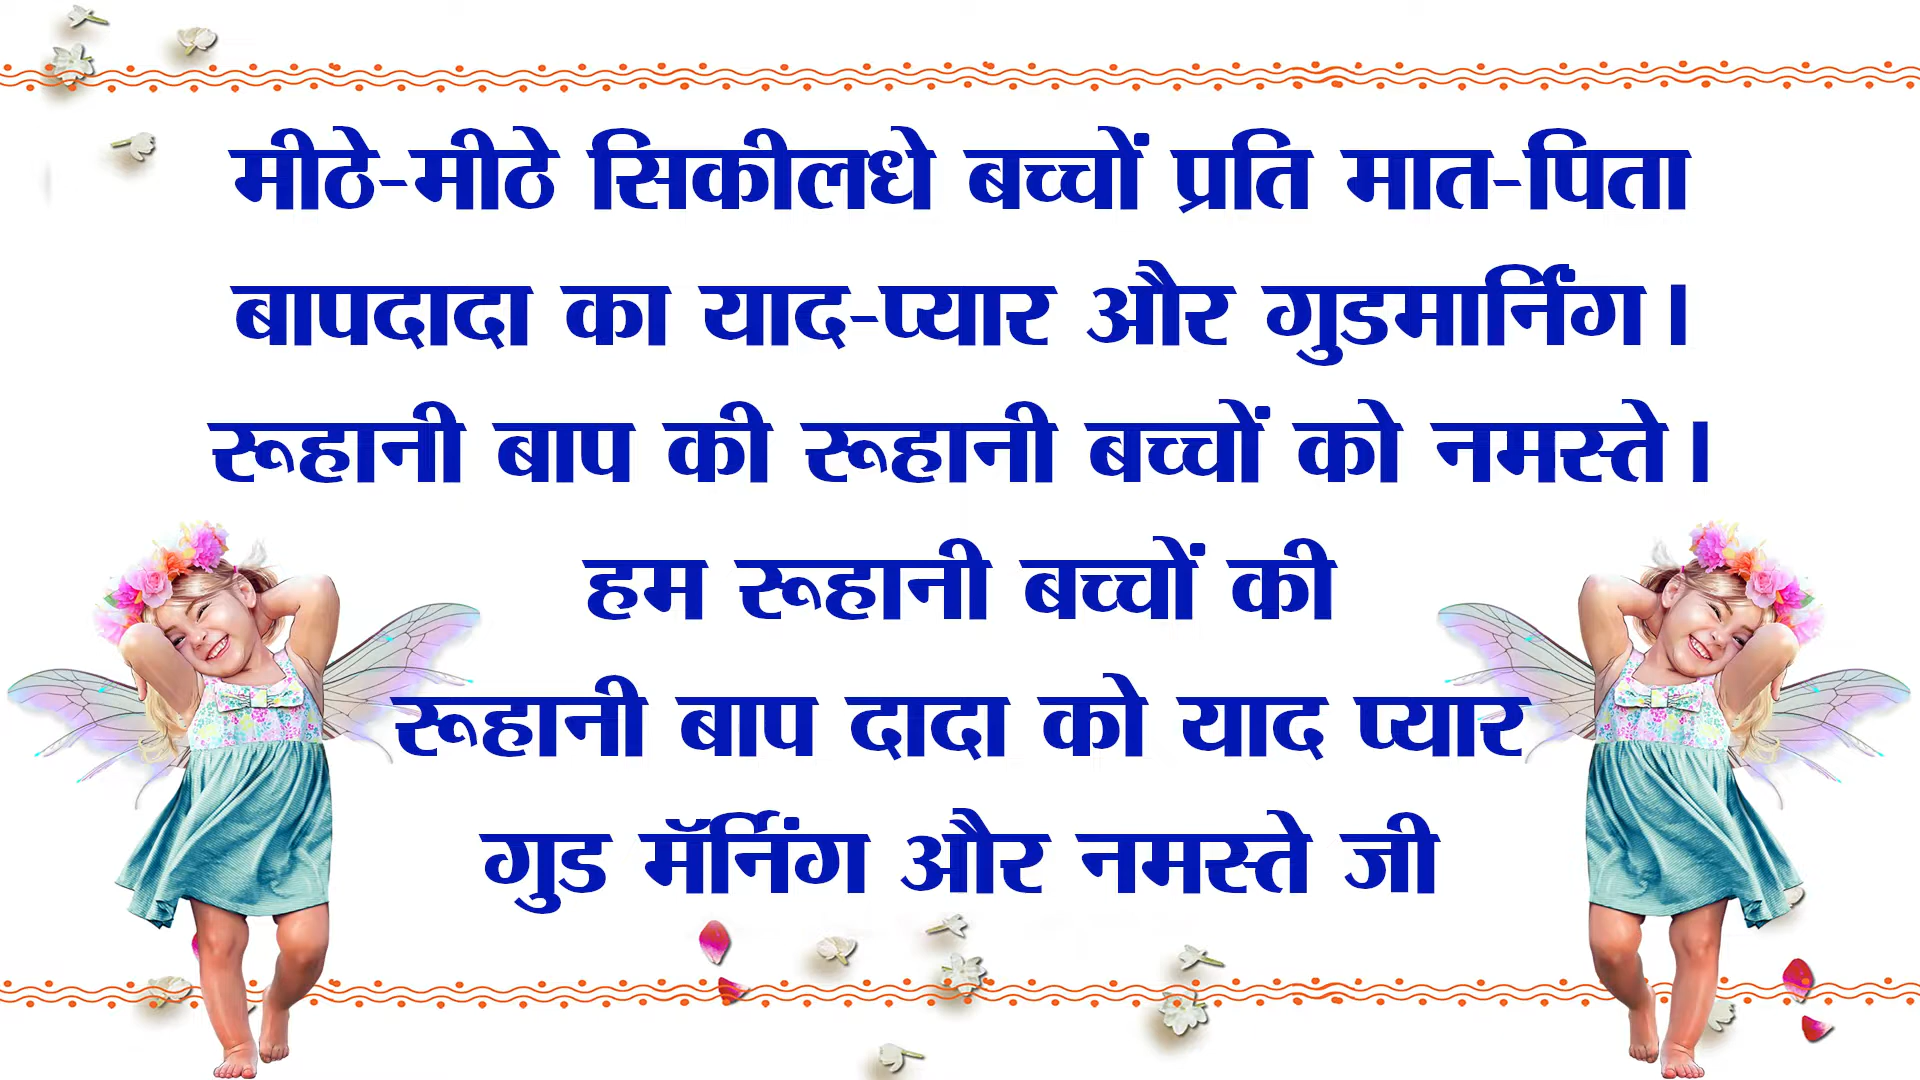 मीठे-मीठे सिकीलधे बच्चों प्रति मात-पिता
बापदादा का याद-प्यार और गुडमार्निंग।
रूहानी बाप की रूहानी बच्चों को नमस्ते।
हम रूहानी बच्चों की
रूहानी बाप दादा को याद प्यार
गुड मॅर्निंग और नमस्ते जी